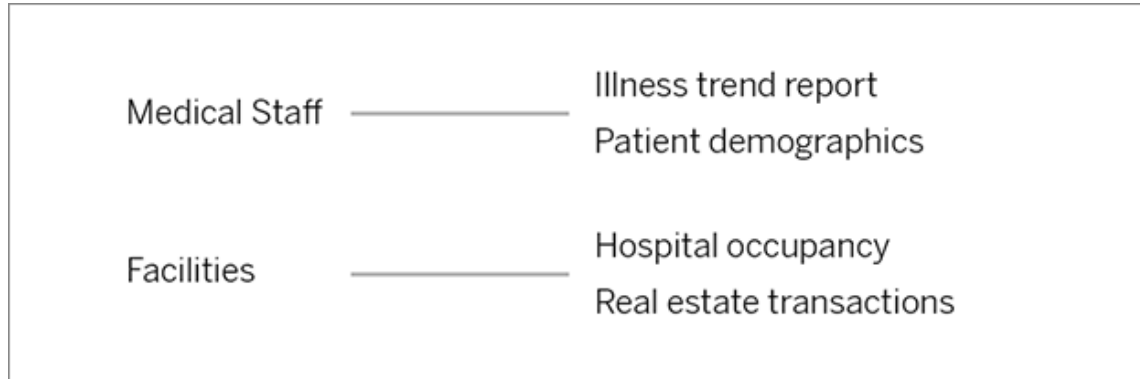 Medical Staff
Illness trend report
Patient demographics
Facilities
Hospital occupancy
Real estate transactions